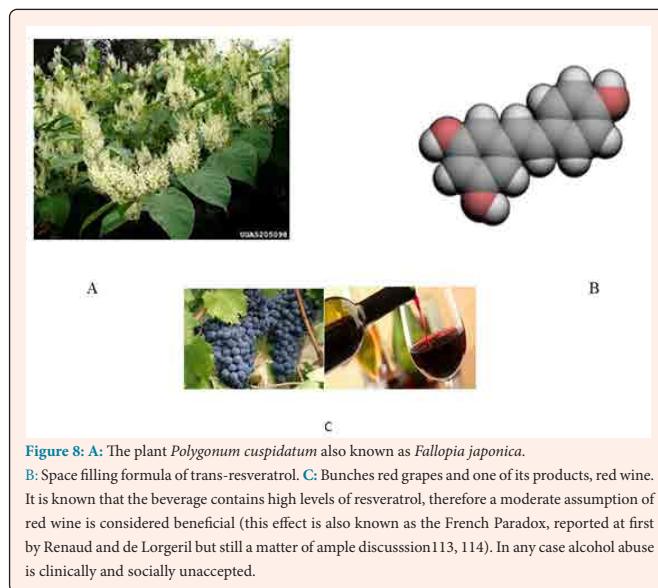 UGA5205098
A
B
C
Figure 8: A: The plant Polygonum cuspidatum also known as Fallopia japonica.
B: Space filling formula of trans-resveratrol. C: Bunches red grapes and one of its products, red wine.
It is known that the beverage contains high levels of resveratrol, therefore a moderate assumption of
red wine is considered beneficial (this effect is also known as the French Paradox, reported at first
by Renaud and de Lorgeril but still a matter of ample discusssion113, 114). In any case alcohol abuse
is clinically and socially unaccepted.